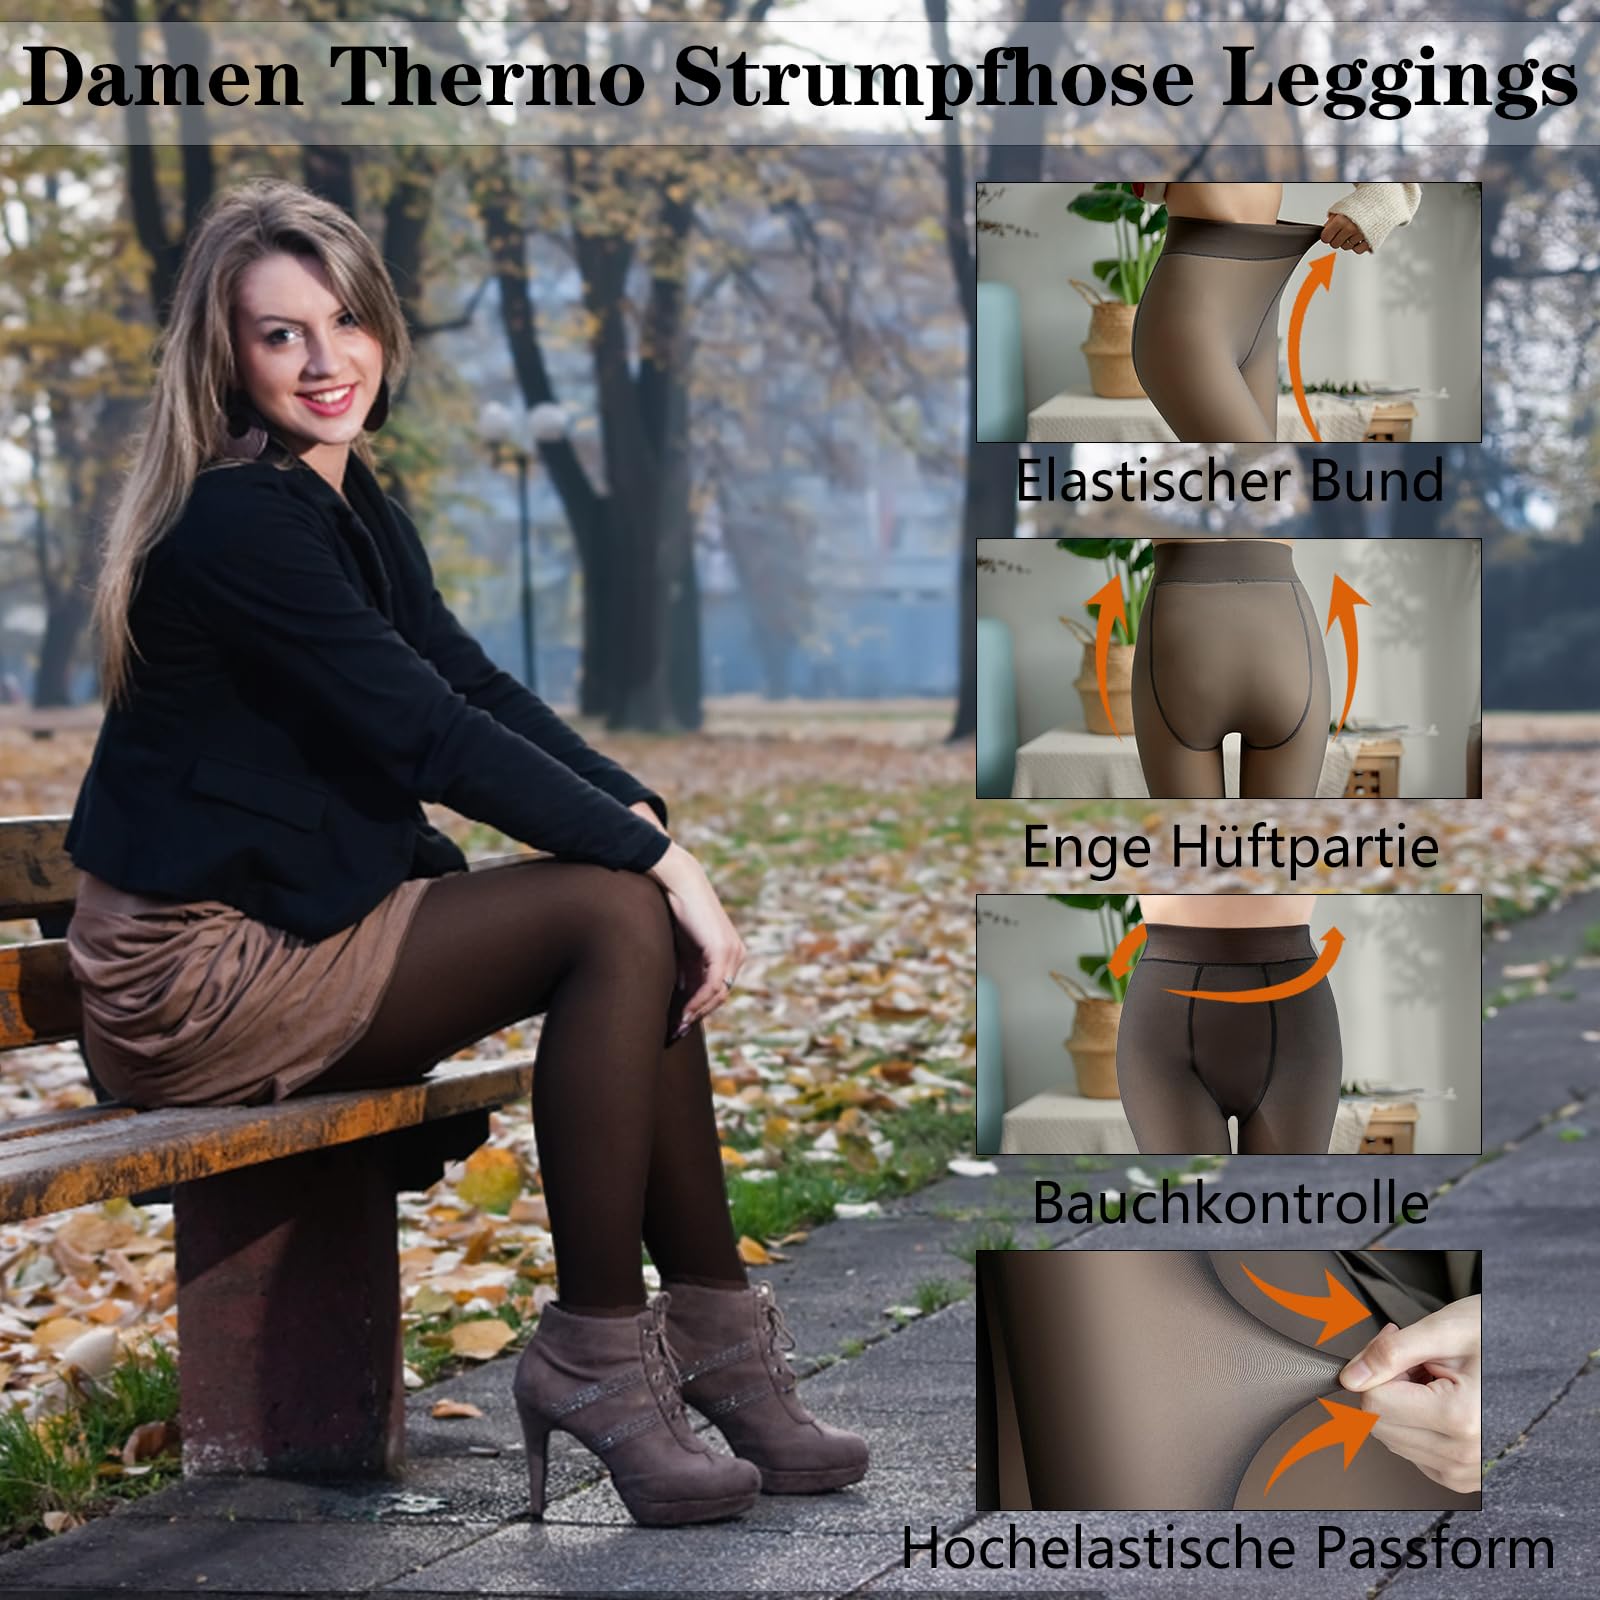 Damen Thermo Strumpfhose Leggings
Elastischer Bund
Enge Hüftpartie
Bauchkontrolle
Hochelastische Passform